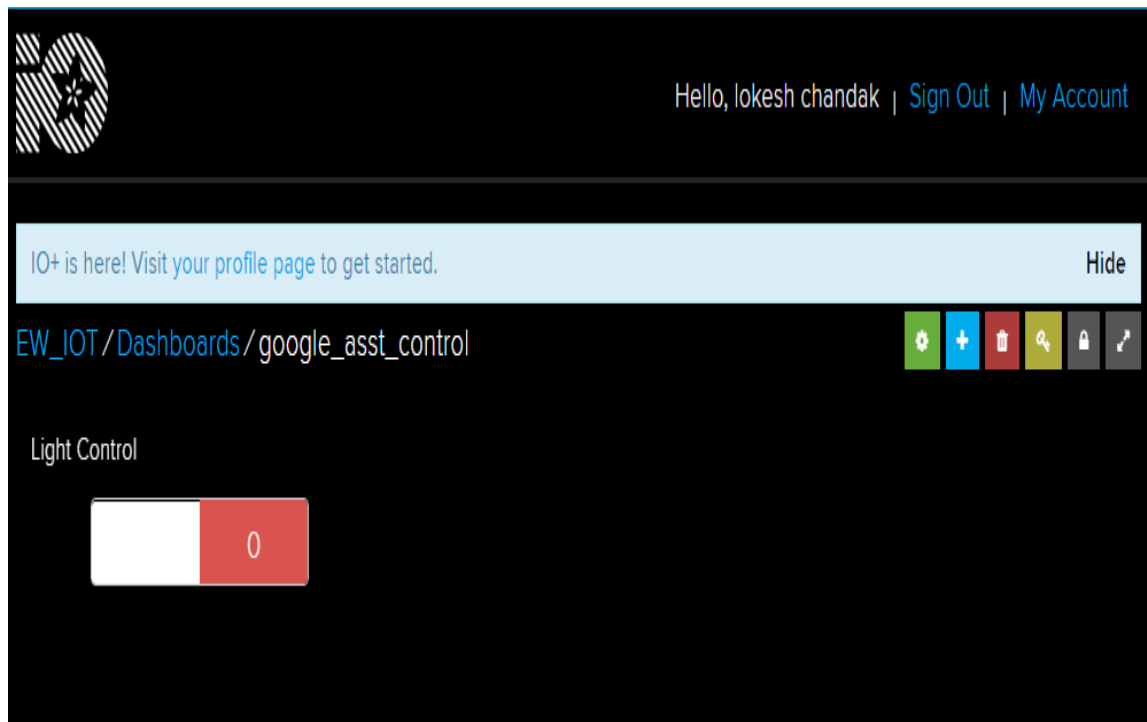 iO
Hello, lokesh chandak | Sign Out | My Account
IO+ is here! Visit your profile page to get started. Hide
EW_IOT/Dashboards/google_asst_control
Light Control
0